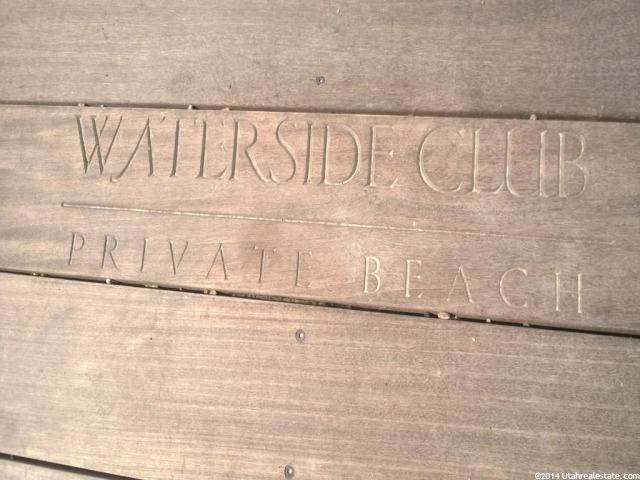 WATERSIDE CLUB
PRIVATE BEACH
©2014 Utahrealestate.com